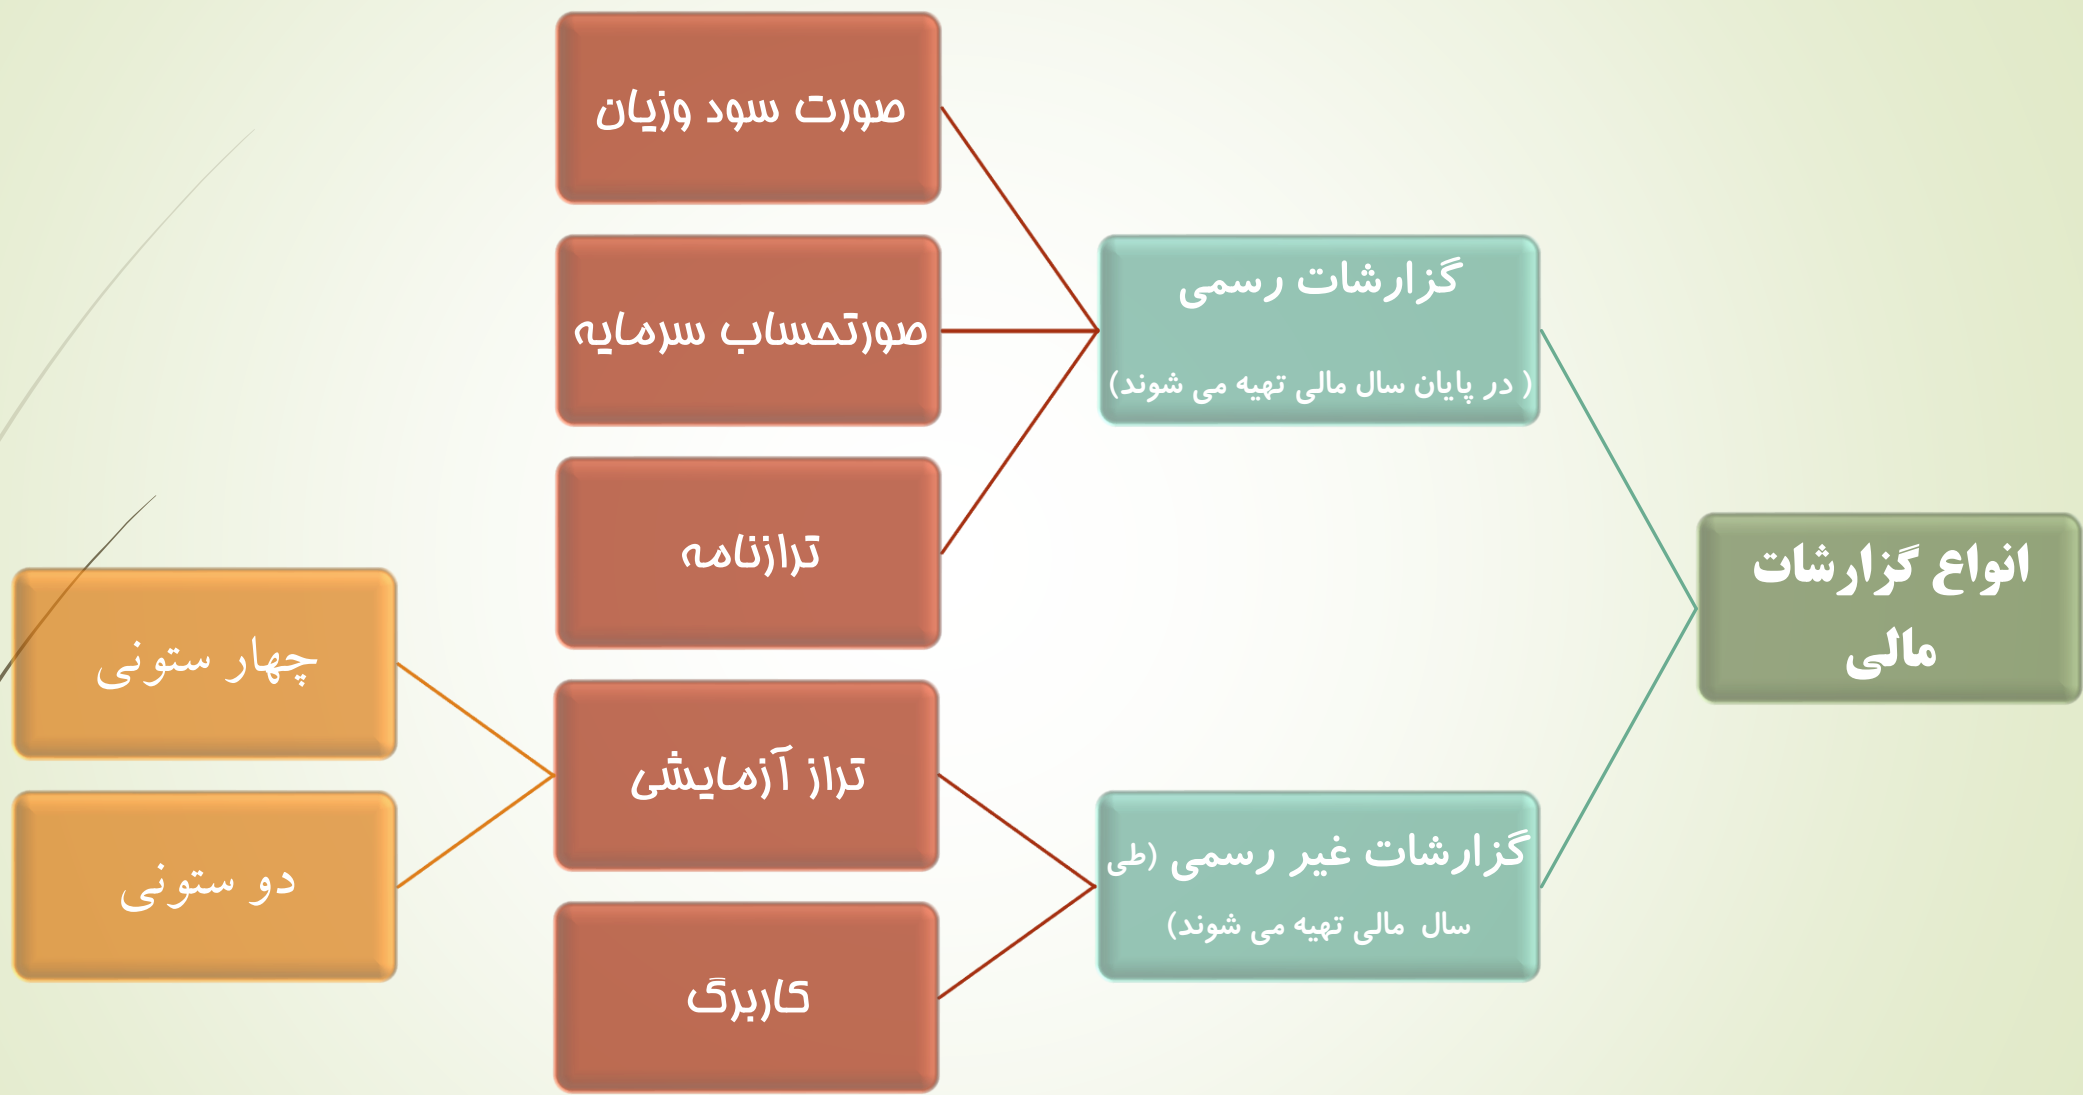 انواع گزارشات
مالی
گزارشات رسمی
( در پایان سال مالی تهیه می شوند)
صورت سود وزیان
صورتحساب سرمایه
ترازنامه
گزارشات غیر رسمی (طی
سال مالی تهیه می شوند)
تراز آزمایشی
چهار ستونی
دو ستونی
کاربرگ